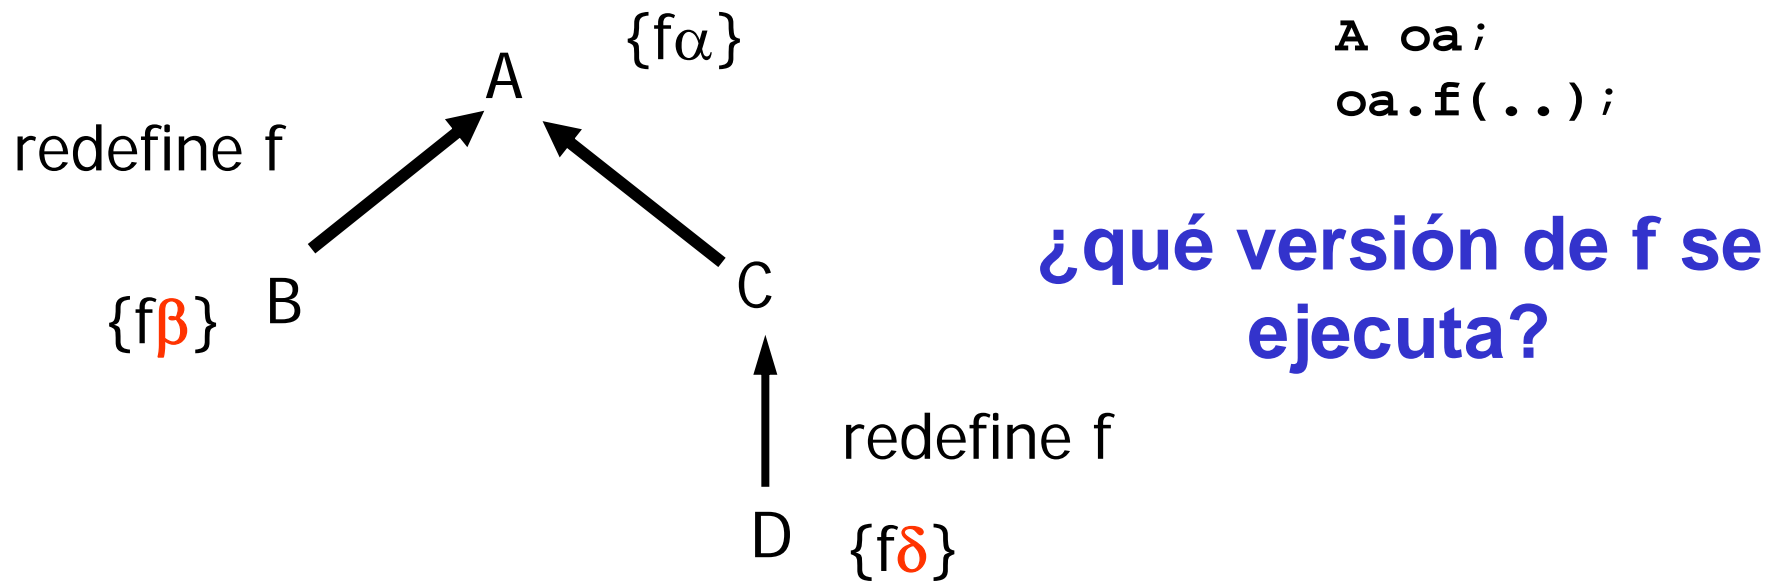 {fα}
A
redefine f
B
{fβ}
C
redefine f
D
{fδ}
A oa;
oa.f(..);
¿qué versión de f se
ejecuta?